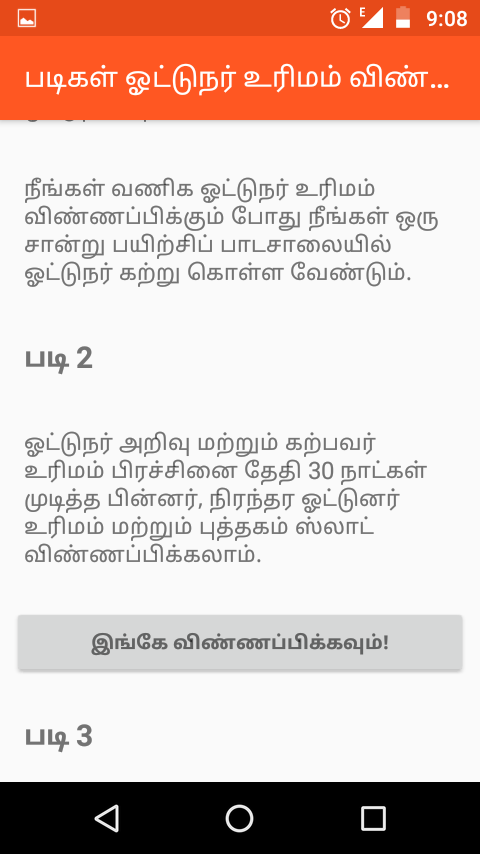 E 9:08
படிகள் ஓட்டுநர் உரிமம் விண்...
நீங்கள் வணிக ஓட்டுநர் உரிமம்
விண்ணப்பிக்கும் போது நீங்கள் ஒரு
சான்று பயிற்சிப் பாடசாலையில்
ஓட்டுநர் கற்று கொள்ள வேண்டும்.
படி 2
ஓட்டுநர் அறிவு மற்றும் கற்பவர்
உரிமம் பிரச்சினை தேதி 30 நாட்கள்
முடித்த பின்னர், நிரந்தர ஓட்டுனர்
உரிமம் மற்றும் புத்தகம் ஸ்லாட்
விண்ணப்பிக்கலாம்.
இங்கே விண்ணப்பிக்கவும்!
படி 3